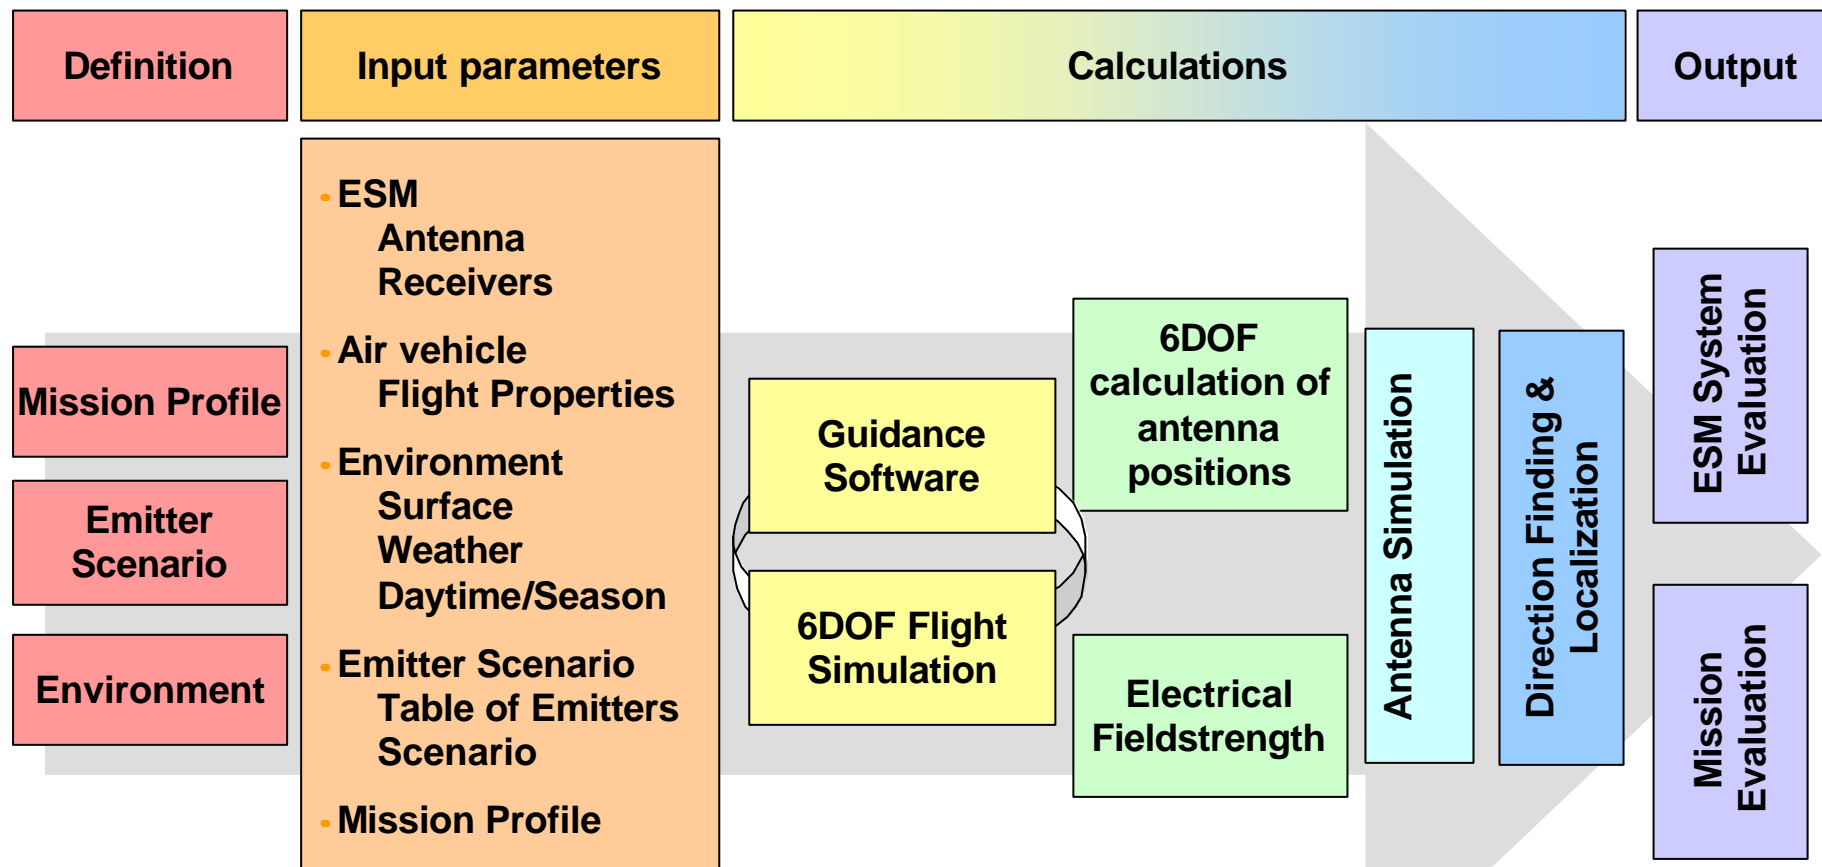 Definition
Input parameters
Calculations
Output
Mission Profile
Emitter
Scenario
Environment
ESM
Antenna
Receivers
Air vehicle
Flight Properties
Environment
Surface
Weather
Daytime/Season
Emitter Scenario
Table of Emitters
Scenario
Mission Profile
Guidance
Software
6DOF Flight
Simulation
6DOF
calculation of
antenna
positions
Electrical
Fieldstrength
Antenna Simulation
Direction Finding &
Localization
ESM System
Evaluation
Mission
Evaluation